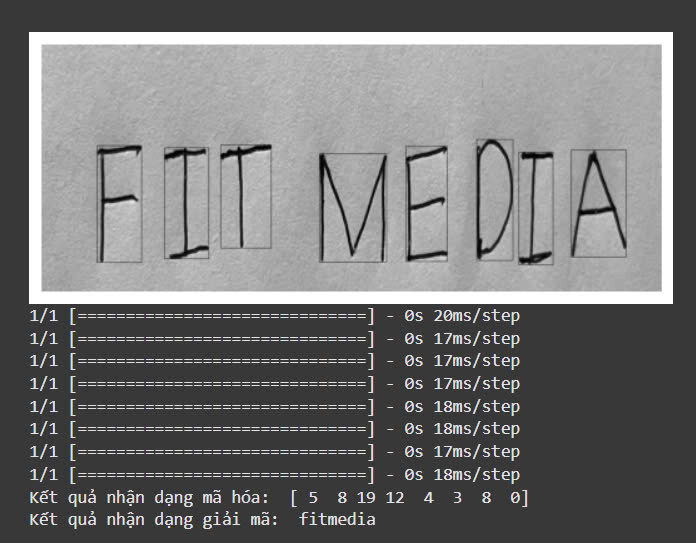 FIT MEDIA
1/1 [==============================] - 0s 20ms/step
1/1 [==============================] - 0s 17ms/step
1/1 [==============================] - 0s 17ms/step
1/1 [==============================] - 0s 17ms/step
1/1 [==============================] - 0s 18ms/step
1/1 [==============================] - 0s 18ms/step
1/1 [==============================] - 0s 17ms/step
1/1 [==============================] - 0s 18ms/step
Kết quả nhận dạng mã hóa:  [ 5  8 19 12  4  3  8  0]
Kết quả nhận dạng giải mã:  fitmedia